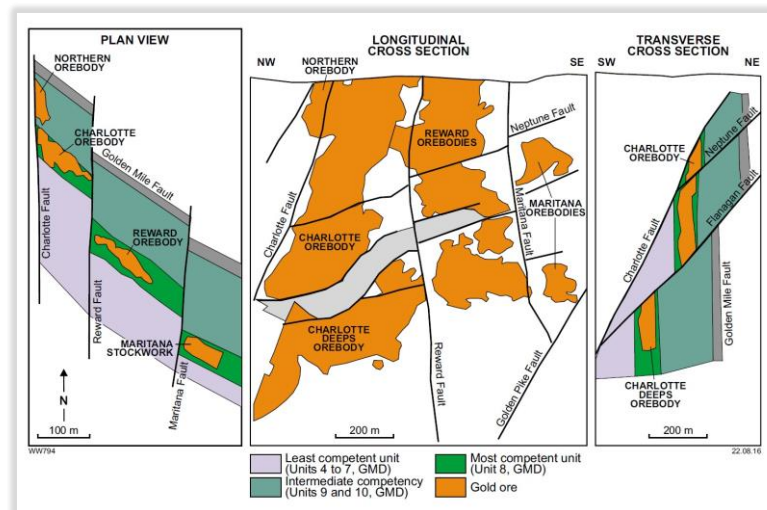 PLAN VIEW
NORTHERN
OREBODY
CHARLOTTE
OREBODY
Golden Mile Fault
Charlotte Fault
REWARD
OREBODY
Reward Fault
MARITANA
STOCKWORK
Maritana Fault
N
100 m
WW794
LONGITUDINAL
CROSS SECTION
NW
SE
NORTHERN
OREBODY
REWARD
OREBODIES
Neptune Fault
MARITANA
OREBODIES
Maritana Fault
Charlotte Fault
CHARLOTTE
OREBODY
CHARLOTTE
DEEPS
OREBODY
Reward Fault
Golden Pike Fault
200 m
TRANSVERSE
CROSS SECTION
SW
NE
CHARLOTTE
OREBODY
Neptune Fault
Flanagan Fault
Charlotte Fault
Golden Mile Fault
CHARLOTTE
DEEPS
OREBODY
200 m
22.08.16
Least competent unit
(Units 4 to 7, GMD)
Intermediate competency
(Units 9 and 10, GMD)
Most competent unit
(Unit 8, GMD)
Gold ore